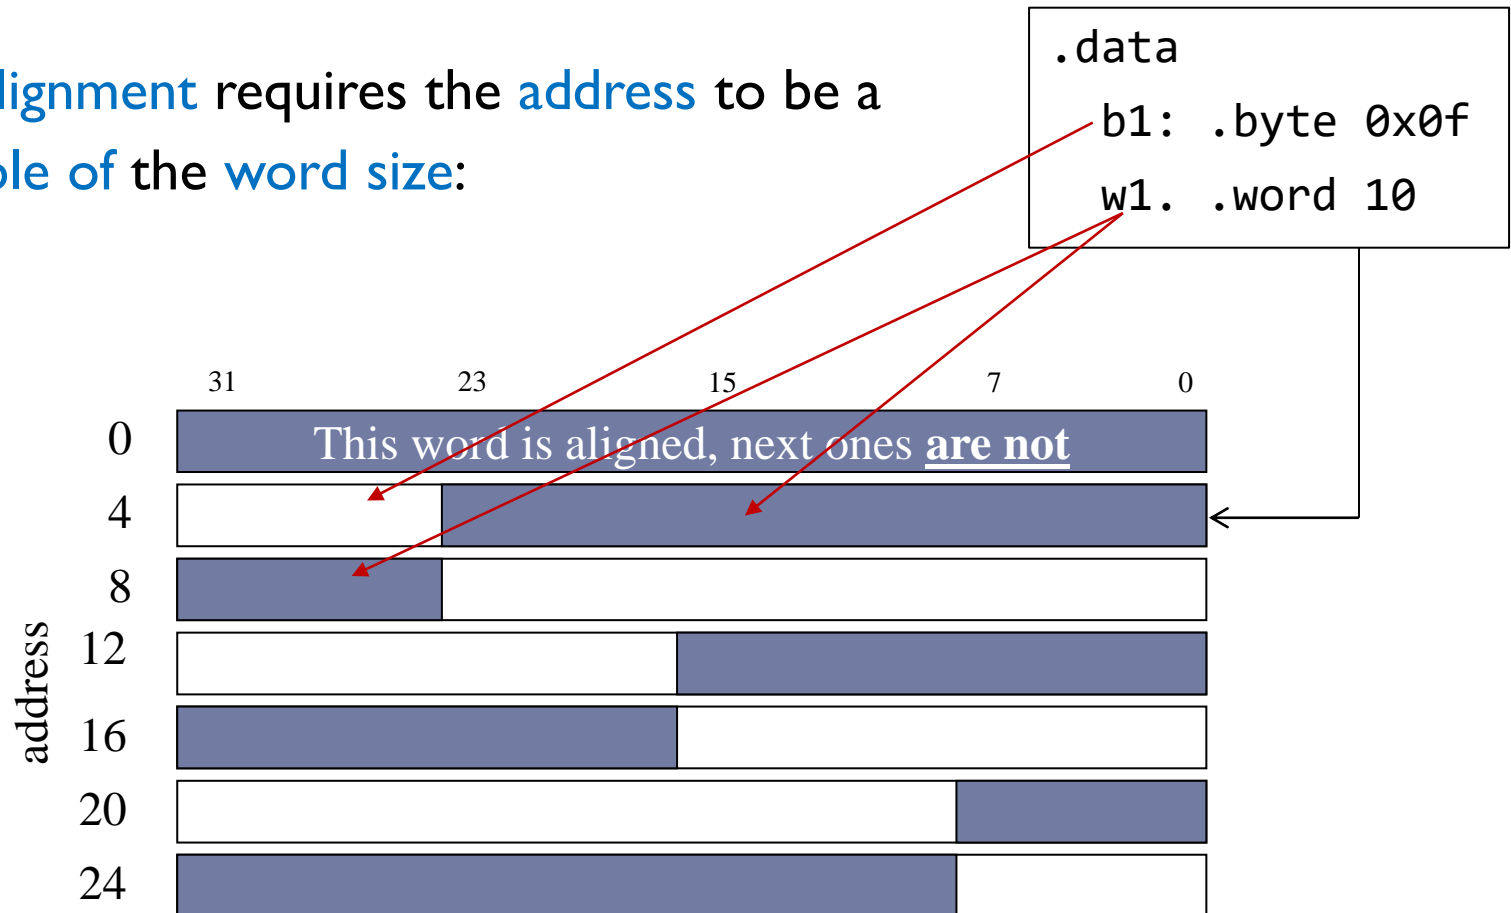 .data
lignment requires the address to be a
b1: .byte 0x0f
ple of the word size:
w1. .word 10
31 23 15 7 0
0 This word is aligned, next ones are not
4
8
12
address
16
20
24